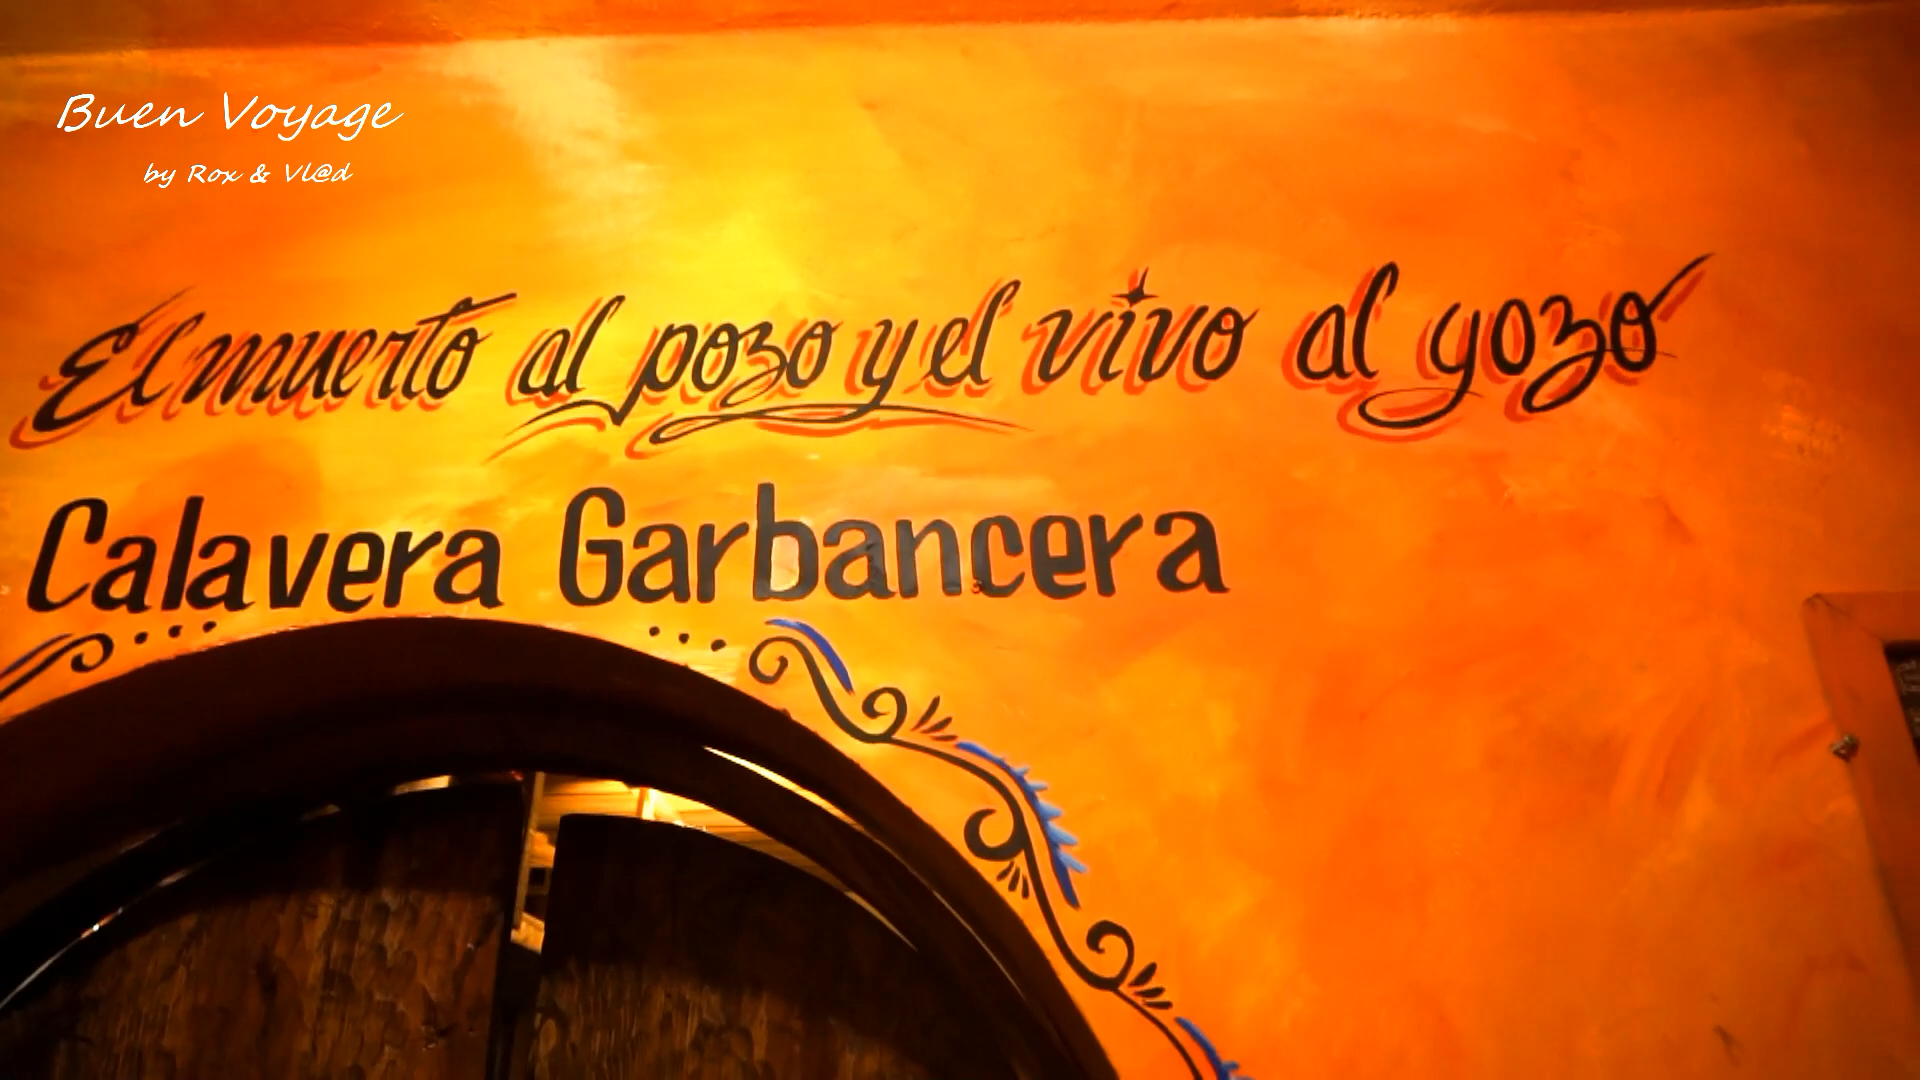 Buen Voyage
by Rox & Vl@d
El muerto al pozo y el vivo al gozo
Calavera Garbancera